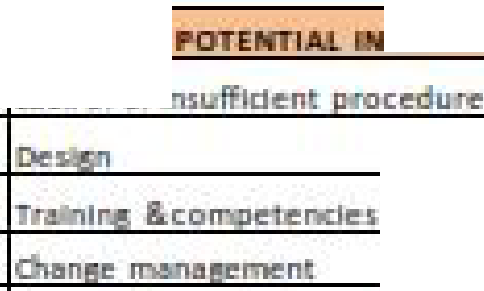 POTENTIAL IN
nsufficient procedure
Design
Training & competencies
Change management